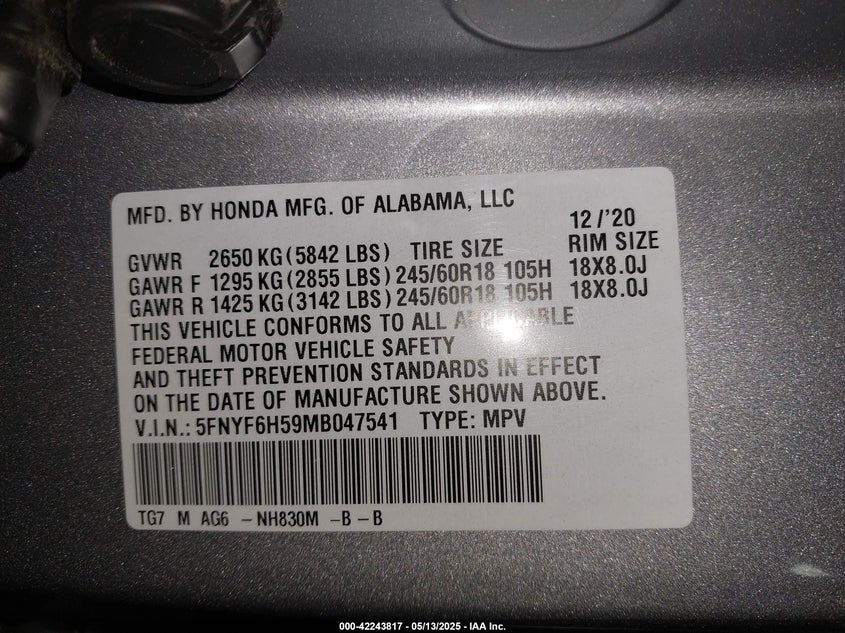 MFD. BY HONDA MFG. OF ALABAMA, LLC
12/'20
GVWR 2650 KG (5842 LBS) TIRE SIZE RIM SIZE
GAWR F 1295 KG (2855 LBS) 245/60R18 105H 18X8.0J
GAWR R 1425 KG (3142 LBS) 245/60R18 105H 18X8.0J
THIS VEHICLE CONFORMS TO ALL APPLICABLE
FEDERAL MOTOR VEHICLE SAFETY
AND THEFT PREVENTION STANDARDS IN EFFECT
ON THE DATE OF MANUFACTURE SHOWN ABOVE.
V.I.N.: 5FNYF6H59MB047541 TYPE: MPV
TG7 M AG6 -NH830M -B-B
000-42243817 - 05/13/2025 - IAA Inc.